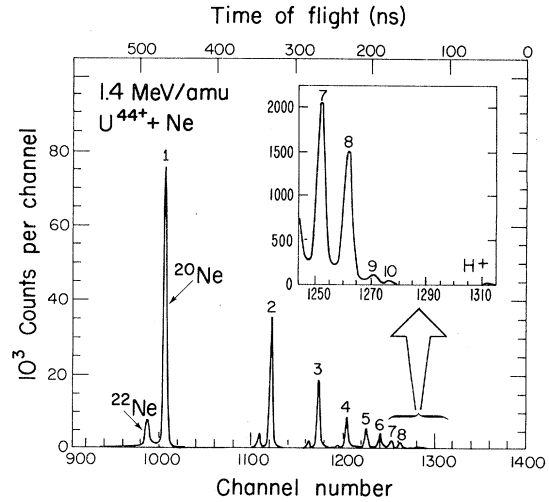 Time of flight (ns)
500 400 300 200 100 0
1.4 MeV/amu
U⁴⁴⁺ + Ne
10³ Counts per channel
80
60
40
20
0
1
²⁰Ne
²²Ne
2
3
4
5
6
7
8
2000
1500
1000
500
0
7
8
9
10
H+
1250 1270 1290 1310
900 1000 1100 1200 1300 1400
Channel number